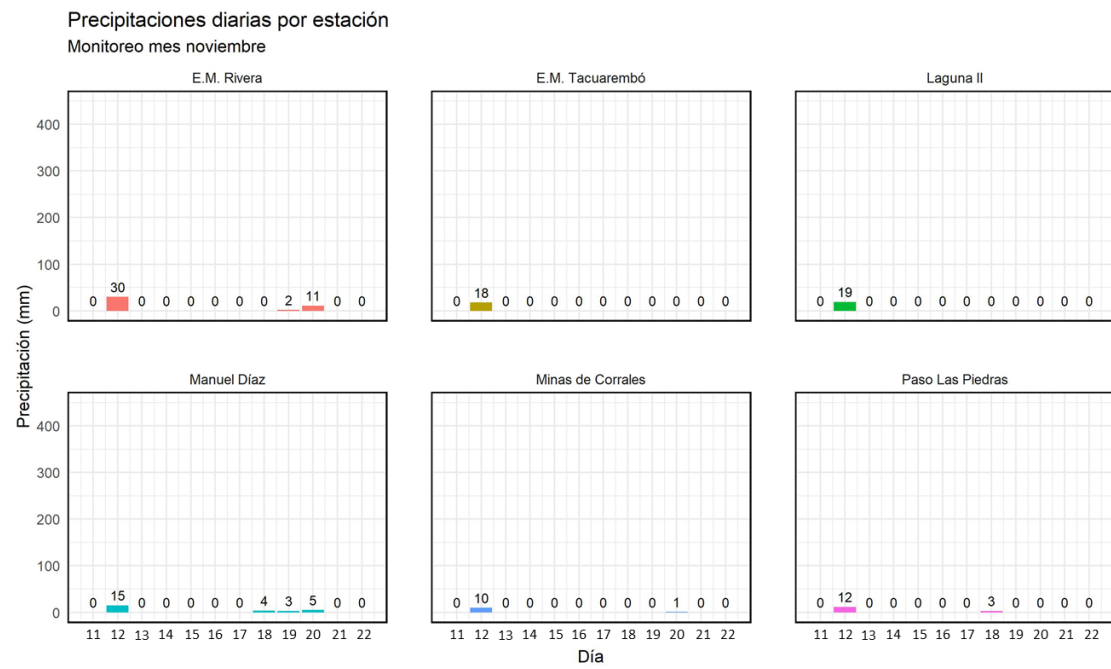 Precipitaciones diarias por estación
Monitoreo mes noviembre
E.M. Rivera
E.M. Tacuarembó
Laguna II
400
300
200
100
0
0 30 0 0 0 0 0 0 2 11 0 0
0 18 0 0 0 0 0 0 0 0 0 0
0 19 0 0 0 0 0 0 0 0 0 0
Precipitación (mm)
Manuel Díaz
Minas de Corrales
Paso Las Piedras
400
300
200
100
0
0 15 0 0 0 0 0 4 3 5 0 0
0 10 0 0 0 0 0 0 0 1 0 0
0 12 0 0 0 0 0 3 0 0 0 0
11 12 13 14 15 16 17 18 19 20 21 22
11 12 13 14 15 16 17 18 19 20 21 22
11 12 13 14 15 16 17 18 19 20 21 22
Día